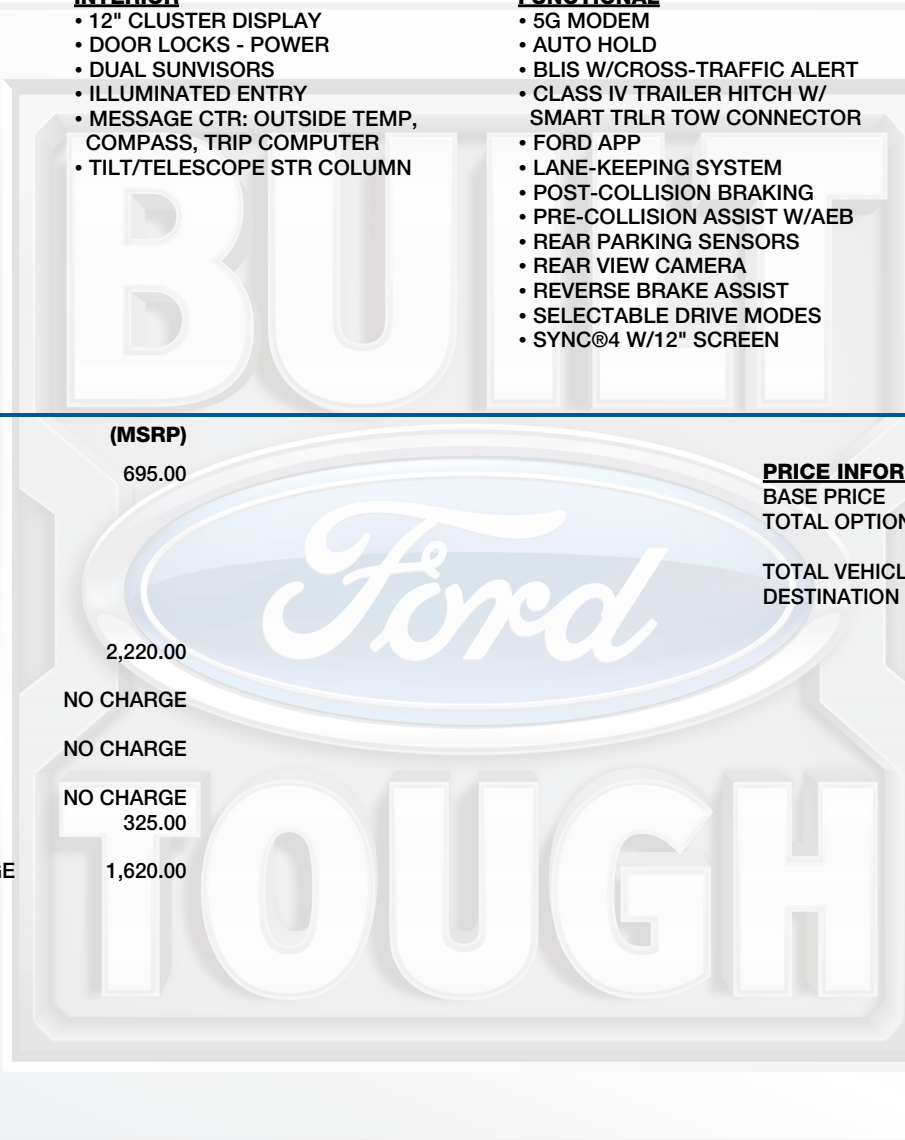 INTERIOR
• 12" CLUSTER DISPLAY
• DOOR LOCKS - POWER
• DUAL SUNVISORS
• ILLUMINATED ENTRY
• MESSAGE CTR: OUTSIDE TEMP,
COMPASS, TRIP COMPUTER
• TILT/TELESCOPE STR COLUMN
FUNCTIONAL
• 5G MODEM
• AUTO HOLD
• BLIS W/CROSS-TRAFFIC ALERT
• CLASS IV TRAILER HITCH W/
SMART TRLR TOW CONNECTOR
• FORD APP
• LANE-KEEPING SYSTEM
• POST-COLLISION BRAKING
• PRE-COLLISION ASSIST W/AEB
• REAR PARKING SENSORS
• REAR VIEW CAMERA
• REVERSE BRAKE ASSIST
• SELECTABLE DRIVE MODES
• SYNC®4 W/12" SCREEN
BUILT
Ford
TOUGH
(MSRP)
695.00
2,220.00
NO CHARGE
NO CHARGE
NO CHARGE
325.00
1,620.00
PRICE INFOR
BASE PRICE
TOTAL OPTION
TOTAL VEHICL
DESTINATION